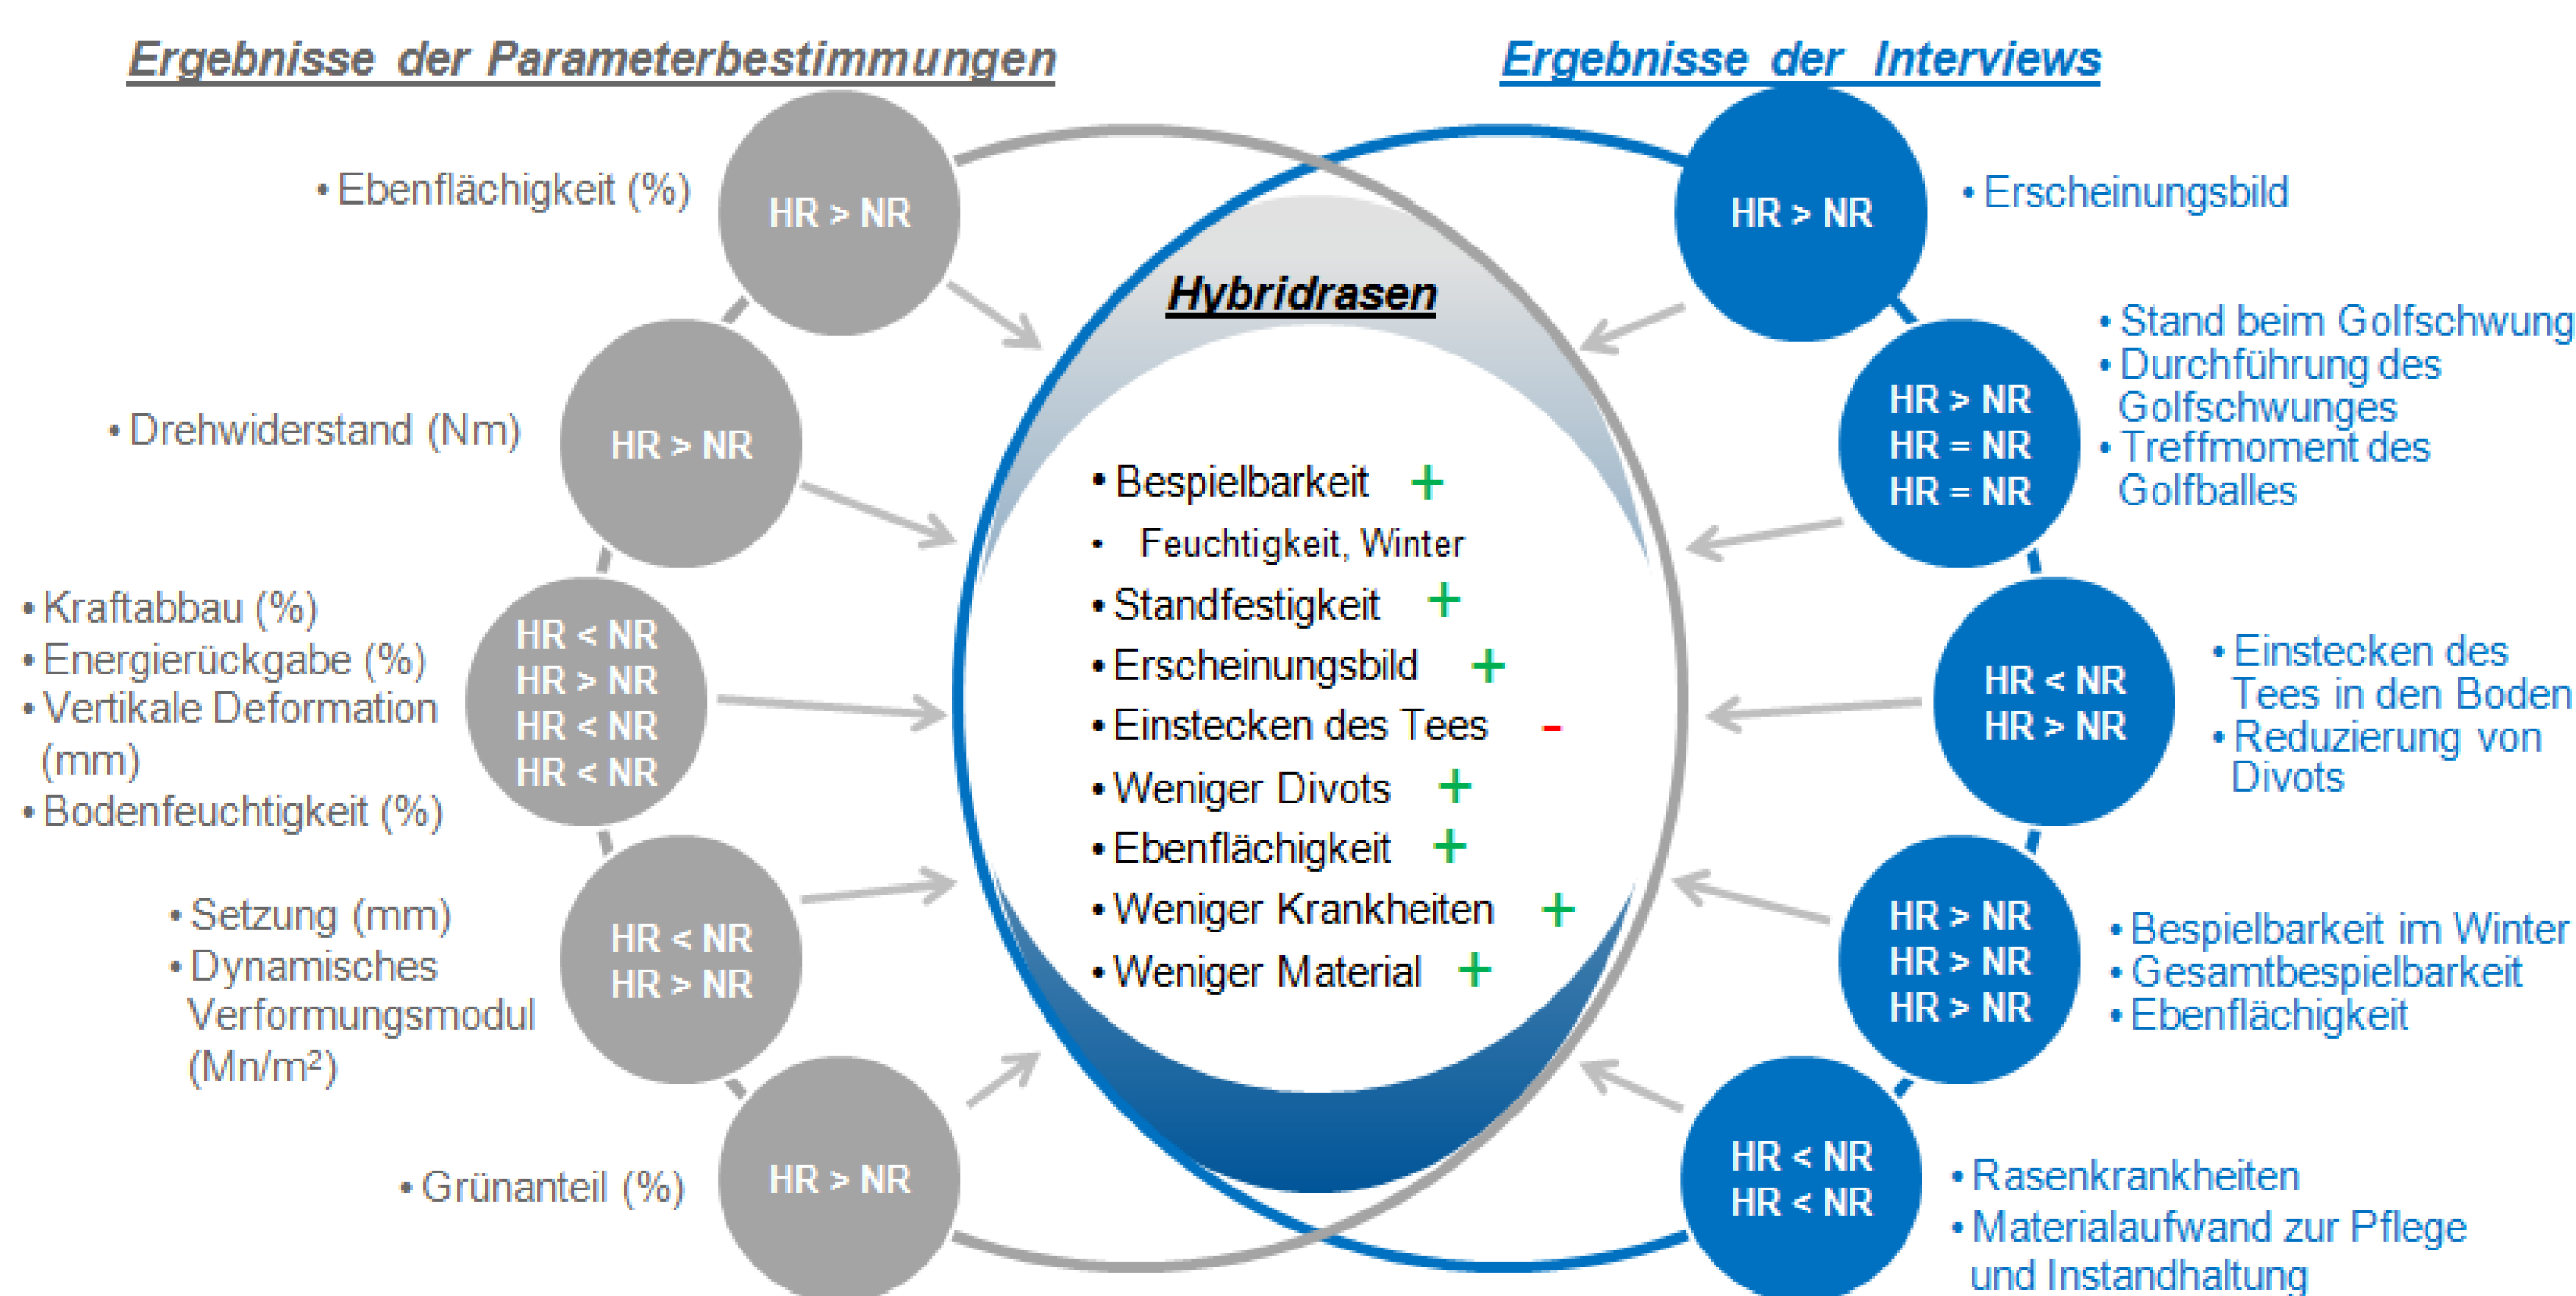 Ergebnisse der Parameterbestimmungen
• Ebenflächigkeit (%)
HR > NR
• Drehwiderstand (Nm)
HR > NR
• Kraftabbau (%)
• Energierückgabe (%)
• Vertikale Deformation
(mm)
• Bodenfeuchtigkeit (%)
HR < NR
HR > NR
HR < NR
HR < NR
• Setzung (mm)
• Dynamisches
Verformungsmodul
(Mn/m²)
HR < NR
HR > NR
• Grünanteil (%)
HR > NR
Hybridrasen
• Bespielbarkeit +
• Feuchtigkeit, Winter
• Standfestigkeit +
• Erscheinungsbild +
• Einstecken des Tees -
• Weniger Divots +
• Ebenflächigkeit +
• Weniger Krankheiten +
• Weniger Material +
Ergebnisse der Interviews
HR > NR
• Erscheinungsbild
HR > NR
HR = NR
HR = NR
• Stand beim Golfschwung
• Durchführung des
Golfschwunges
• Treffmoment des
Golfballes
HR < NR
HR > NR
• Einstecken des
Tees in den Boden
• Reduzierung von
Divots
HR > NR
HR > NR
HR > NR
• Bespielbarkeit im Winter
• Gesamtbespielbarkeit
• Ebenflächigkeit
HR < NR
HR < NR
• Rasenkrankheiten
• Materialaufwand zur Pflege
und Instandhaltung